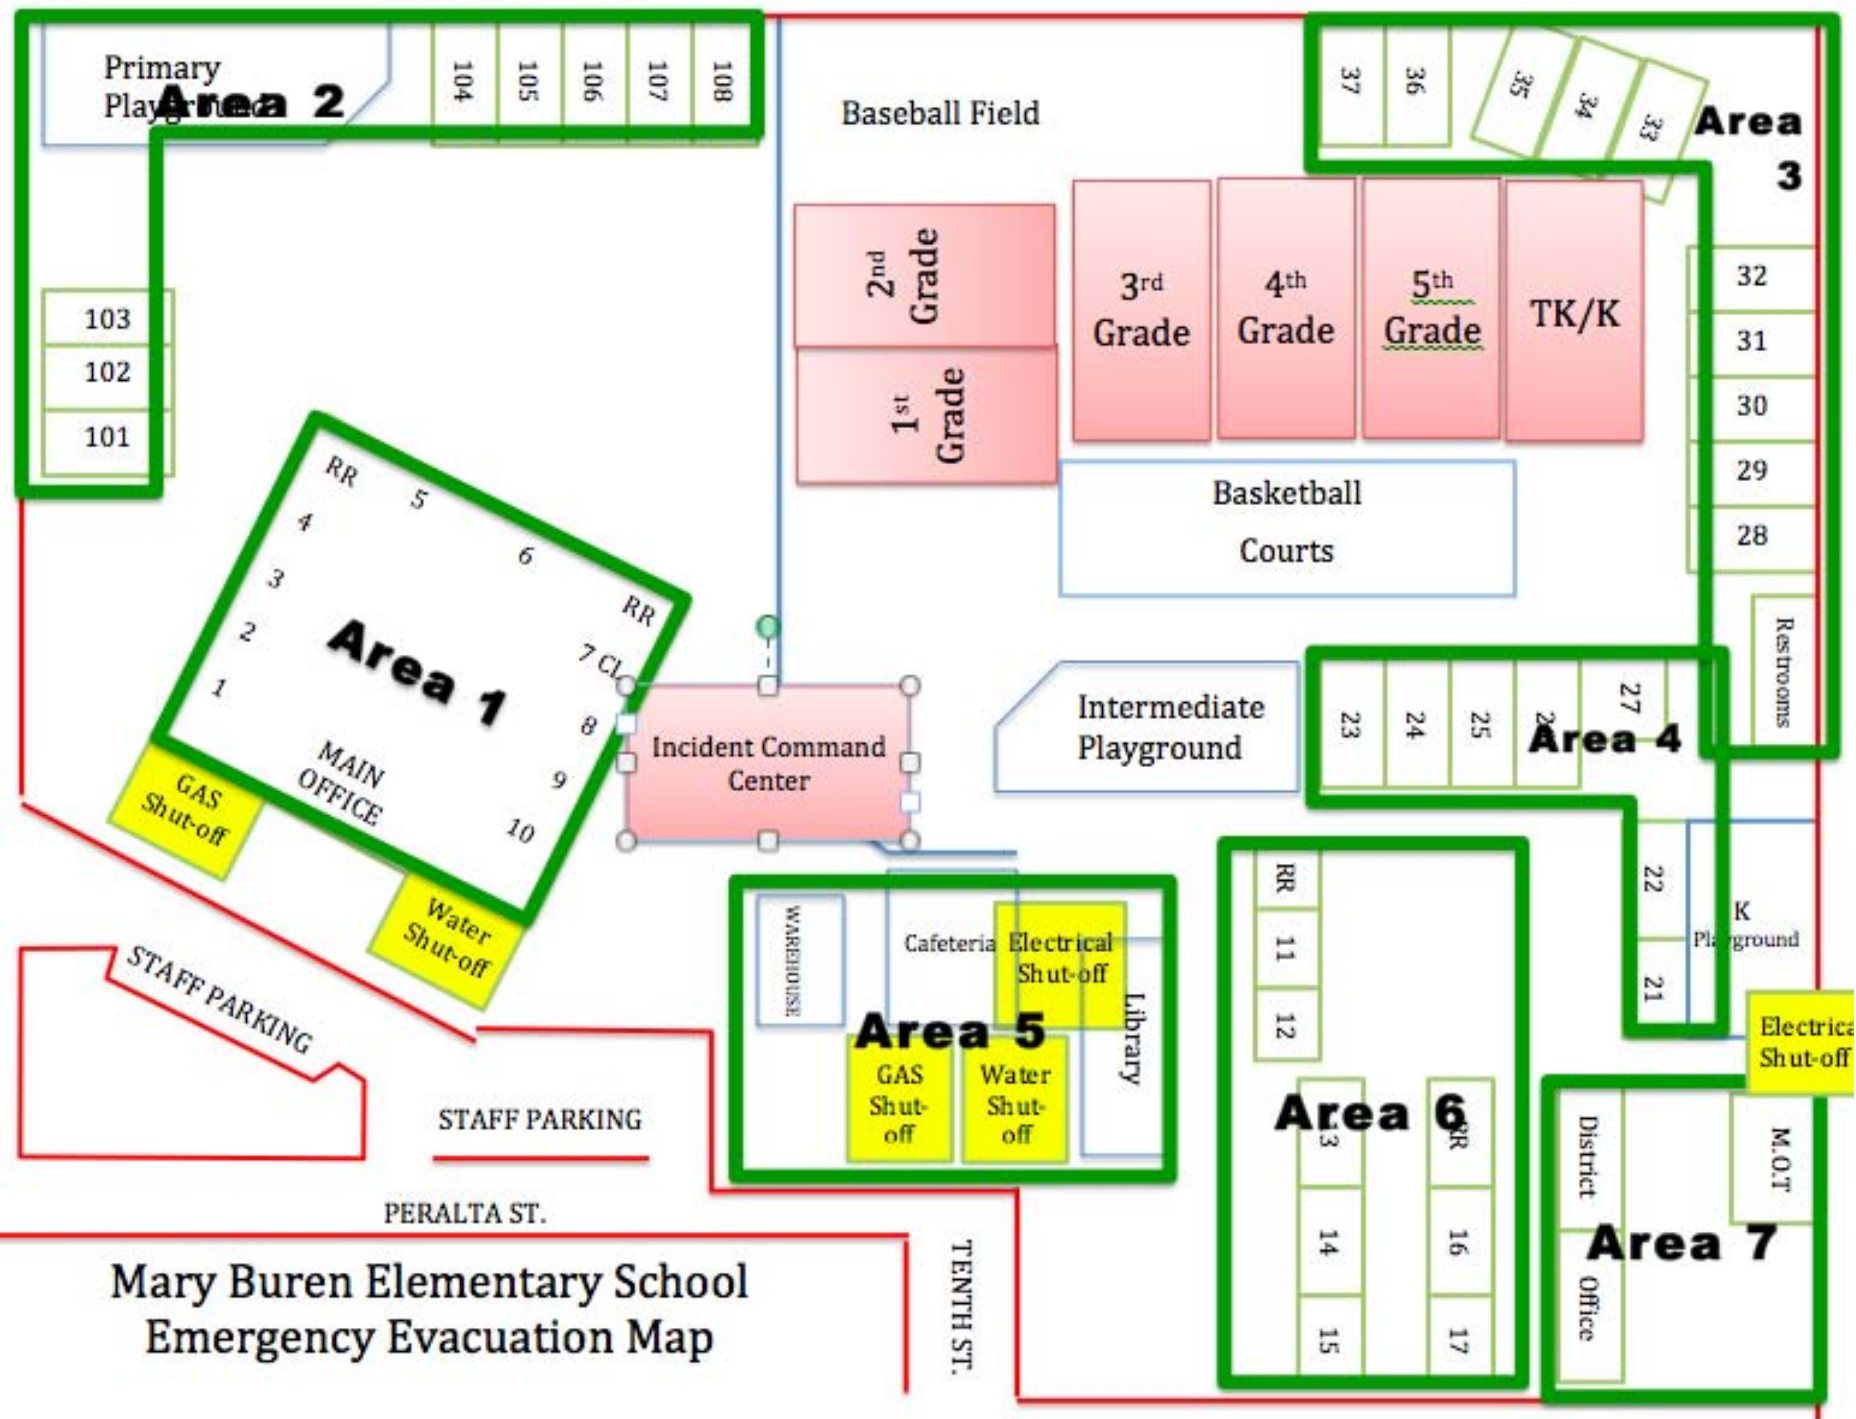 Primary
Playground
Area 2
104
105
106
107
108
Baseball Field
37
36
35
34
33
Area
3
103
102
101
2nd
Grade
1st
Grade
3rd
Grade
4th
Grade
5th
Grade
TK/K
32
31
30
29
28
Restrooms
Basketball
Courts
RR
5
6
RR
4
3
2
1
Area 1
7 CL
8
9
10
MAIN
OFFICE
GAS
Shut-off
Water
Shut-off
Incident Command
Center
Intermediate
Playground
23
24
25
27
Area 4
22
21
K
Playground
STAFF PARKING
STAFF PARKING
WAREHOUSE
Cafeteria
Electrical
Shut-off
Library
Area 5
GAS
Shut-
off
Water
Shut-
off
RR
11
12
Area 6
RR
14
16
15
17
Shut-off
District
Office
M.O.T
Area 7
PERALTA ST.
TENTH ST.
Mary Buren Elementary School
Emergency Evacuation Map